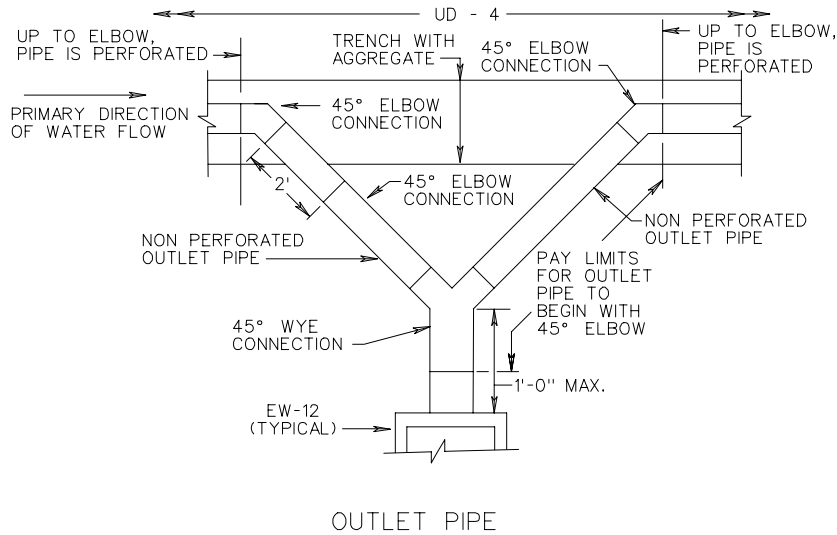 UD - 4
UP TO ELBOW,
PIPE IS PERFORATED
TRENCH WITH
AGGREGATE
45° ELBOW
CONNECTION
UP TO ELBOW,
PIPE IS
PERFORATED
PRIMARY DIRECTION
OF WATER FLOW
45° ELBOW
CONNECTION
2'
45° ELBOW
CONNECTION
NON PERFORATED
OUTLET PIPE
NON PERFORATED
OUTLET PIPE
PAY LIMITS
FOR OUTLET
PIPE TO
BEGIN WITH
45° ELBOW
45° WYE
CONNECTION
1'-0" MAX.
EW-12
(TYPICAL)
OUTLET PIPE